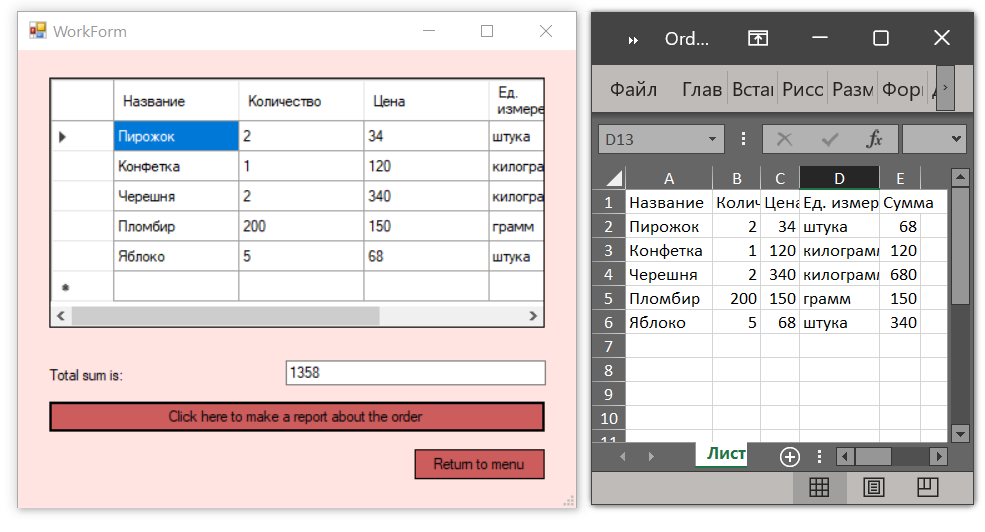 WorkForm
Название Количество Цена Ед.
измере
Пирожок 2 34 штука
Конфетка 1 120 килогра
Черешня 2 340 килогра
Пломбир 200 150 грамм
Яблоко 5 68 штука
Total sum is: 1358
Click here to make a report about the order
Return to menu
Ord...
Файл Глав Встав Рисс Разм Фор
D13 fx
A B C D E
1 Название Колич Цена Ед. измер Сумма
2 Пирожок 2 34 штука 68
3 Конфетка 1 120 килограмм 120
4 Черешня 2 340 килограмм 680
5 Пломбир 200 150 грамм 150
6 Яблоко 5 68 штука 340
7
8
9
10
11
Лист